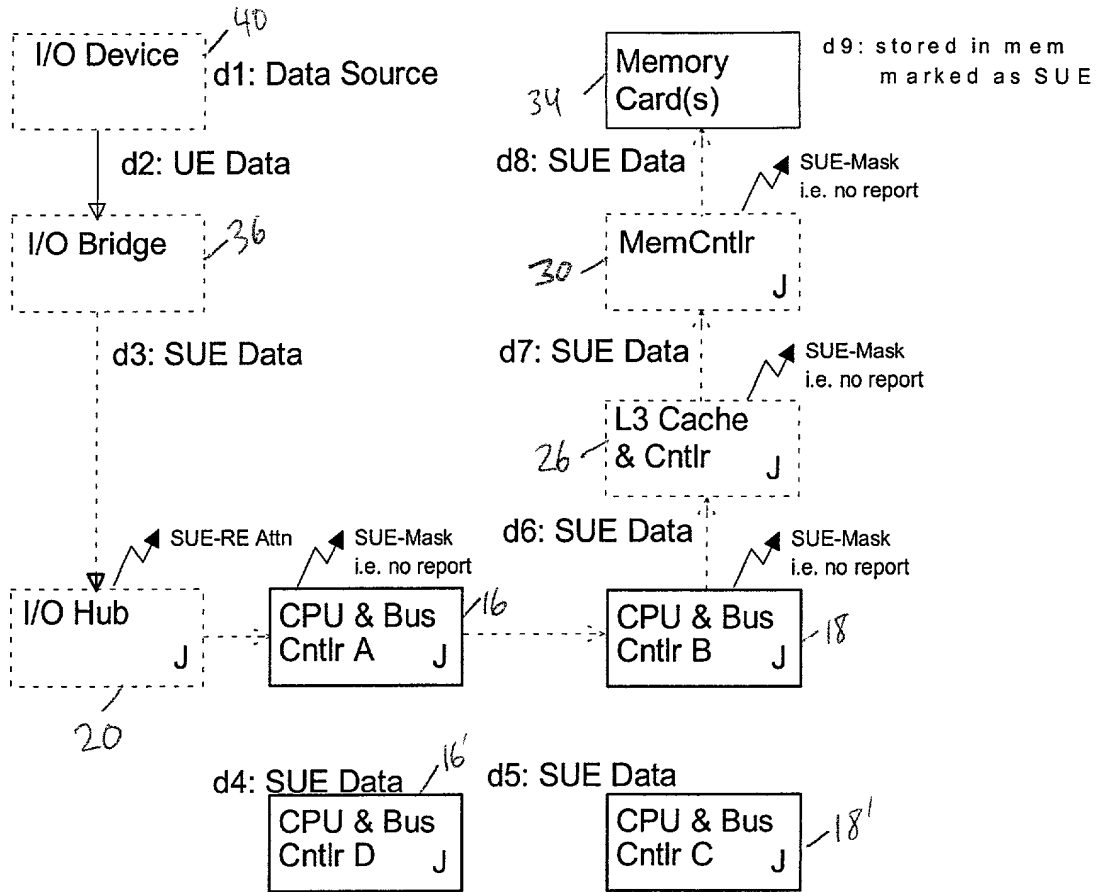 I/O Device
40
d1: Data Source
d2: UE Data
I/O Bridge
36
d3: SUE Data
SUE-RE Attn
I/O Hub
J
20
SUE-Mask
i.e. no report
CPU & Bus
Cntlr A
J
16
d4: SUE Data
16'
CPU & Bus
Cntlr D
J
d5: SUE Data
CPU & Bus
Cntlr C
J
18'
CPU & Bus
Cntlr B
J
18
SUE-Mask
i.e. no report
d6: SUE Data
L3 Cache
& Cntlr
J
26
SUE-Mask
i.e. no report
d7: SUE Data
MemCntlr
J
30
SUE-Mask
i.e. no report
d8: SUE Data
Memory
Card(s)
34
d9: stored in mem
marked as SUE